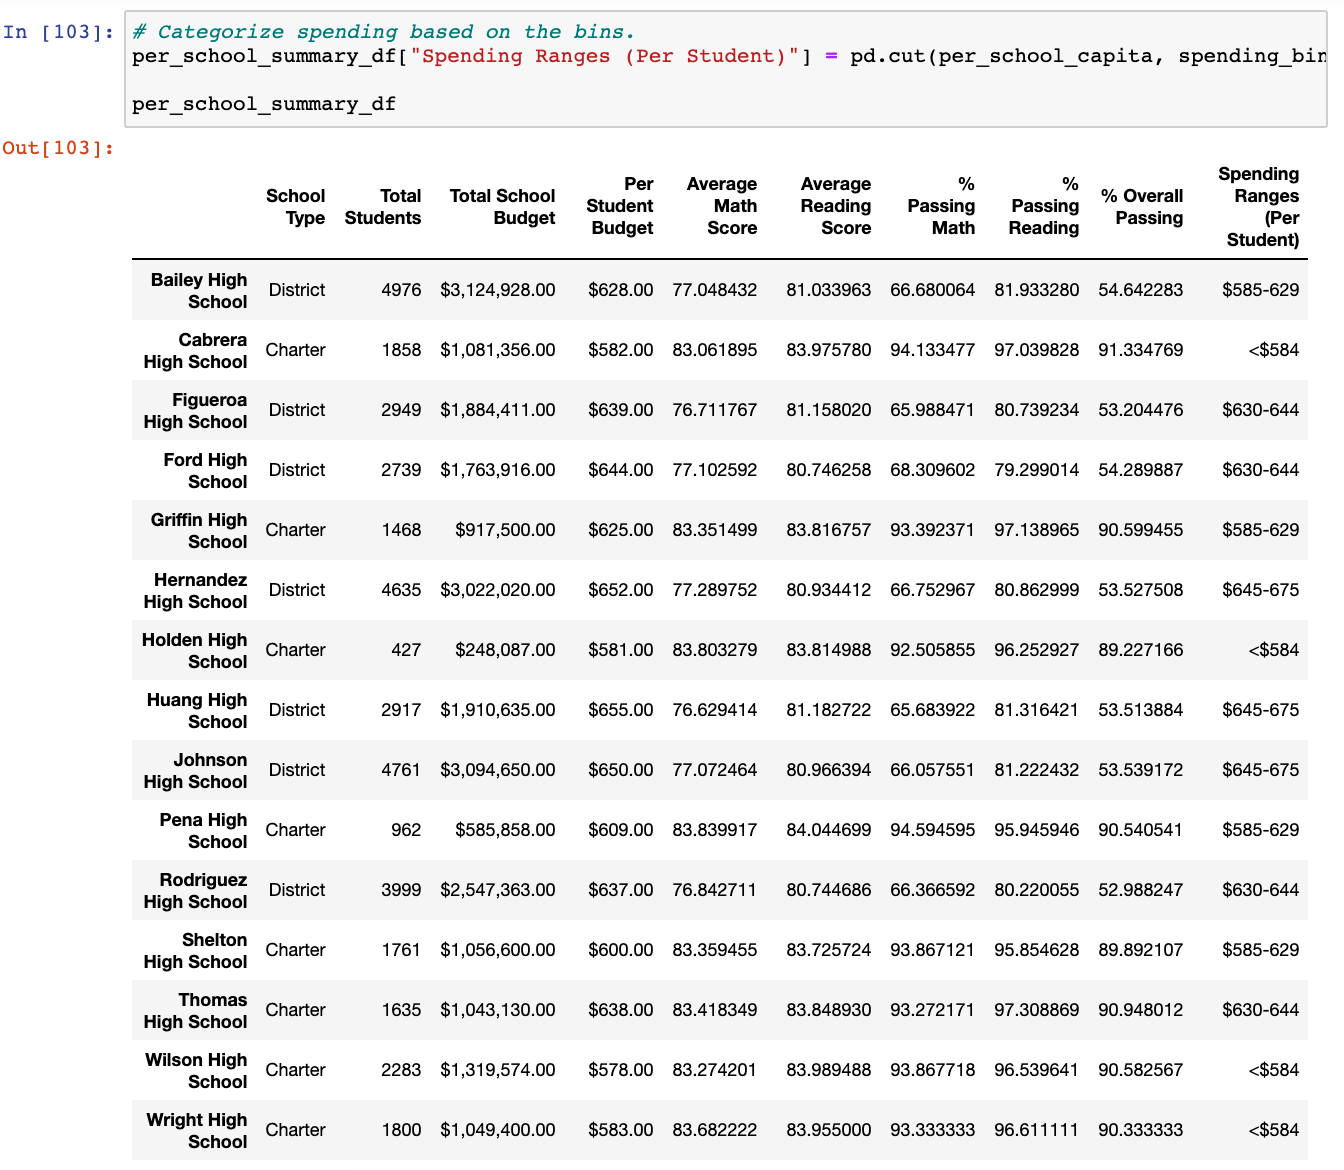 In [103]: # Categorize spending based on the bins.
per_school_summary_df["Spending Ranges (Per Student)"] = pd.cut(per_school_capita, spending_bin
per_school_summary_df
Out[103]:
School Type Total Students Total School Budget Per Student Budget Average Math Score Average Reading Score % Passing Math % Passing Reading % Overall Passing Spending Ranges (Per Student)
Bailey High School District 4976 $3,124,928.00 $628.00 77.048432 81.033963 66.680064 81.933280 54.642283 $585-629
Cabrera High School Charter 1858 $1,081,356.00 $582.00 83.061895 83.975780 94.133477 97.039828 91.334769 <$584
Figueroa High School District 2949 $1,884,411.00 $639.00 76.711767 81.158020 65.988471 80.739234 53.204476 $630-644
Ford High School District 2739 $1,763,916.00 $644.00 77.102592 80.746258 68.309602 79.299014 54.289887 $630-644
Griffin High School Charter 1468 $917,500.00 $625.00 83.351499 83.816757 93.392371 97.138965 90.599455 $585-629
Hernandez High School District 4635 $3,022,020.00 $652.00 77.289752 80.934412 66.752967 80.862999 53.527508 $645-675
Holden High School Charter 427 $248,087.00 $581.00 83.803279 83.814988 92.505855 96.252927 89.227166 <$584
Huang High School District 2917 $1,910,635.00 $655.00 76.629414 81.182722 65.683922 81.316421 53.513884 $645-675
Johnson High School District 4761 $3,094,650.00 $650.00 77.072464 80.966394 66.057551 81.222432 53.539172 $645-675
Pena High School Charter 962 $585,858.00 $609.00 83.839917 84.044699 94.594595 95.945946 90.540541 $585-629
Rodriguez High School District 3999 $2,547,363.00 $637.00 76.842711 80.744686 66.366592 80.220055 52.988247 $630-644
Shelton High School Charter 1761 $1,056,600.00 $600.00 83.359455 83.725724 93.867121 95.854628 89.892107 $585-629
Thomas High School Charter 1635 $1,043,130.00 $638.00 83.418349 83.848930 93.272171 97.308869 90.948012 $630-644
Wilson High School Charter 2283 $1,319,574.00 $578.00 83.274201 83.989488 93.867718 96.539641 90.582567 <$584
Wright High School Charter 1800 $1,049,400.00 $583.00 83.682222 83.955000 93.333333 96.611111 90.333333 <$584